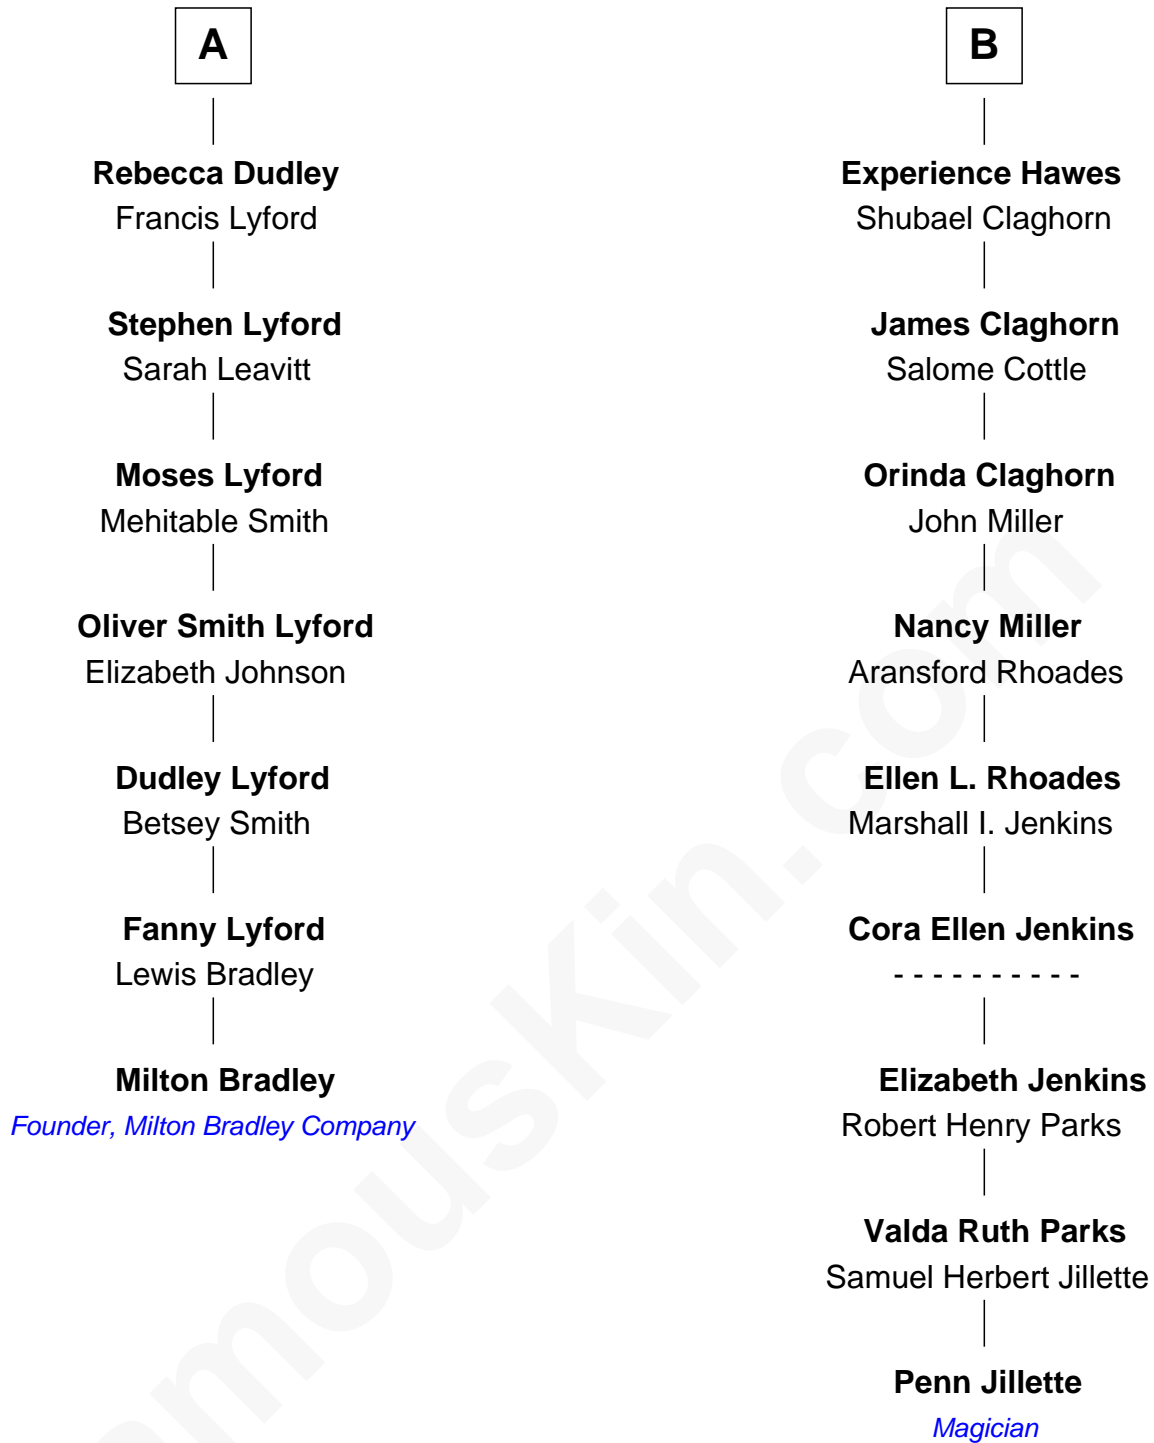 A
Rebecca Dudley
Francis Lyford
Stephen Lyford
Sarah Leavitt
Moses Lyford
Mehitable Smith
Oliver Smith Lyford
Elizabeth Johnson
Dudley Lyford
Betsey Smith
Fanny Lyford
Lewis Bradley
Milton Bradley
Founder, Milton Bradley Company
B
Experience Hawes
Shubael Claghorn
James Claghorn
Salome Cottle
Orinda Claghorn
John Miller
Nancy Miller
Aransford Rhoades
Ellen L. Rhoades
Marshall I. Jenkins
Cora Ellen Jenkins
- - - - - - - - - -
Elizabeth Jenkins
Robert Henry Parks
Valda Ruth Parks
Samuel Herbert Jillette
Penn Jillette
Magician
amouskin.com